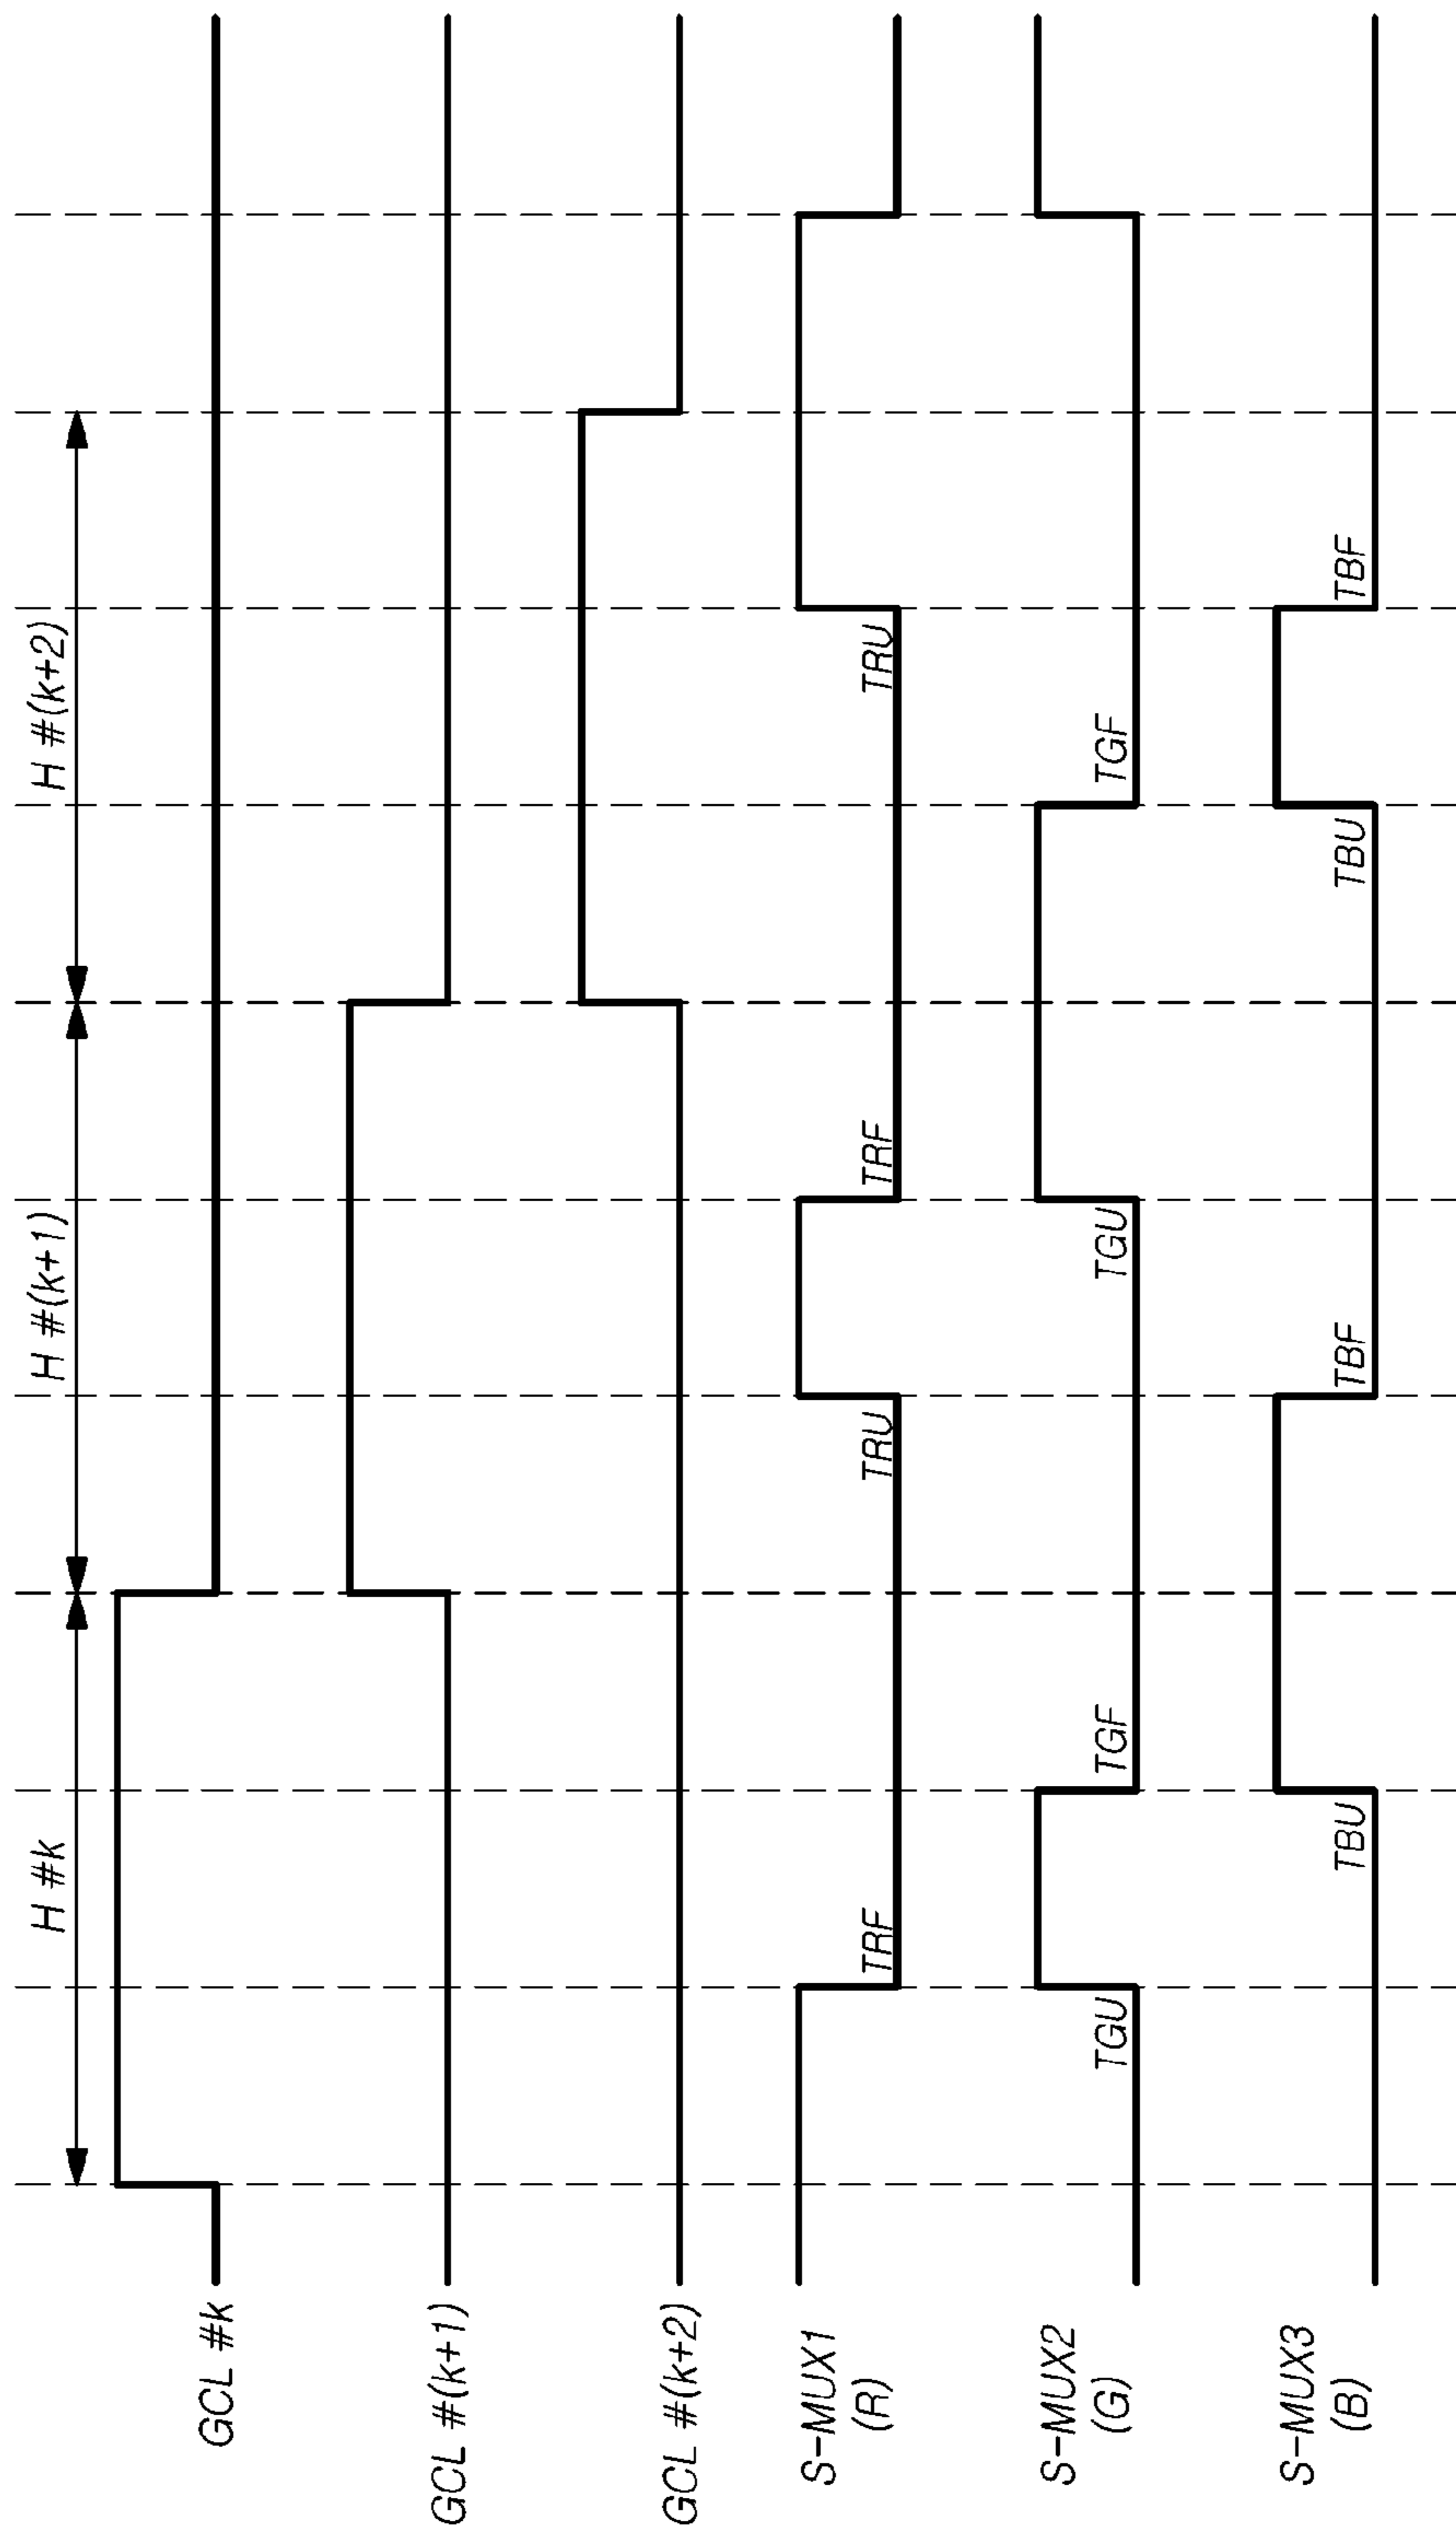 H #k
H #(k+1)
H #(k+2)
GCL #k
GCL #(k+1)
GCL #(k+2)
S-MUX1
(R)
TRF
TRU
TRF
TRU
S-MUX2
(G)
TGU
TGF
TGU
TGF
S-MUX3
(B)
TBU
TBF
TBU
TBF